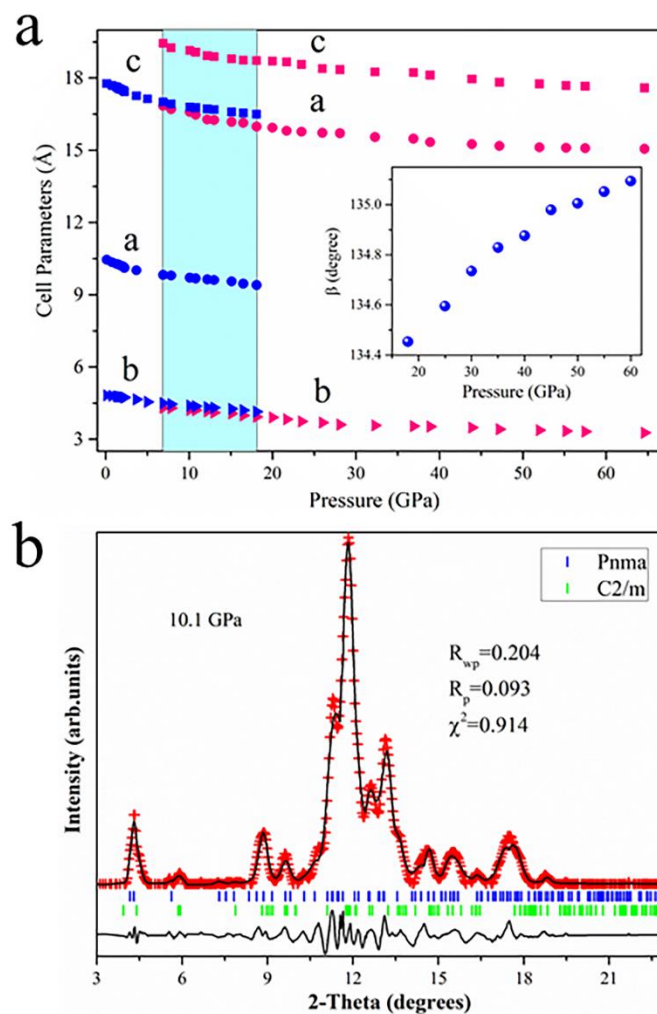 a
c
c
a
a
b
b
18
15
12
9
6
3
Cell Parameters (Å)
0
10
20
30
40
50
60
Pressure (GPa)
135.0
134.8
134.6
134.4
β (degree)
20
30
40
50
60
Pressure (GPa)
b
10.1 GPa
Pnma
C2/m
Rwp=0.204
Rp=0.093
χ2=0.914
Intensity (arb.units)
3
6
9
12
15
18
21
2-Theta (degrees)